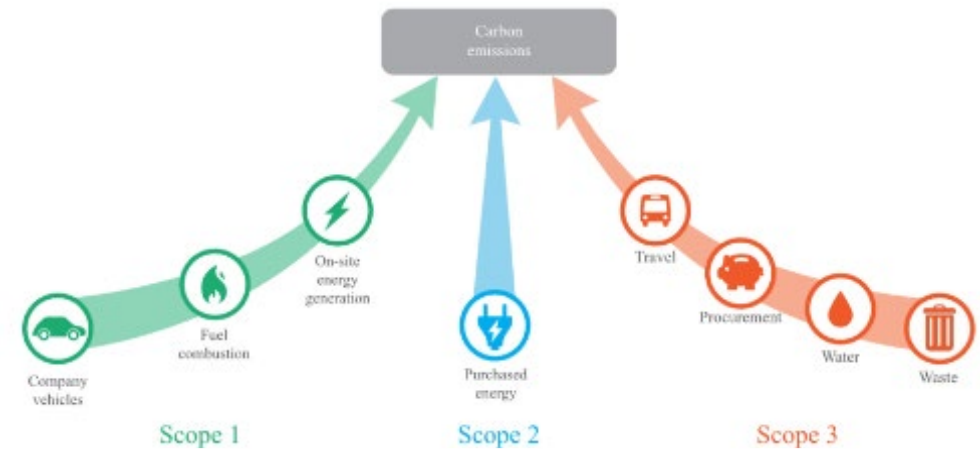 Carbon
emissions
On-site
energy
generation
Travel
Fuel
combustion
Procurement
Company
vehicles
Purchased
energy
Water
Waste
Scope 1
Scope 2
Scope 3